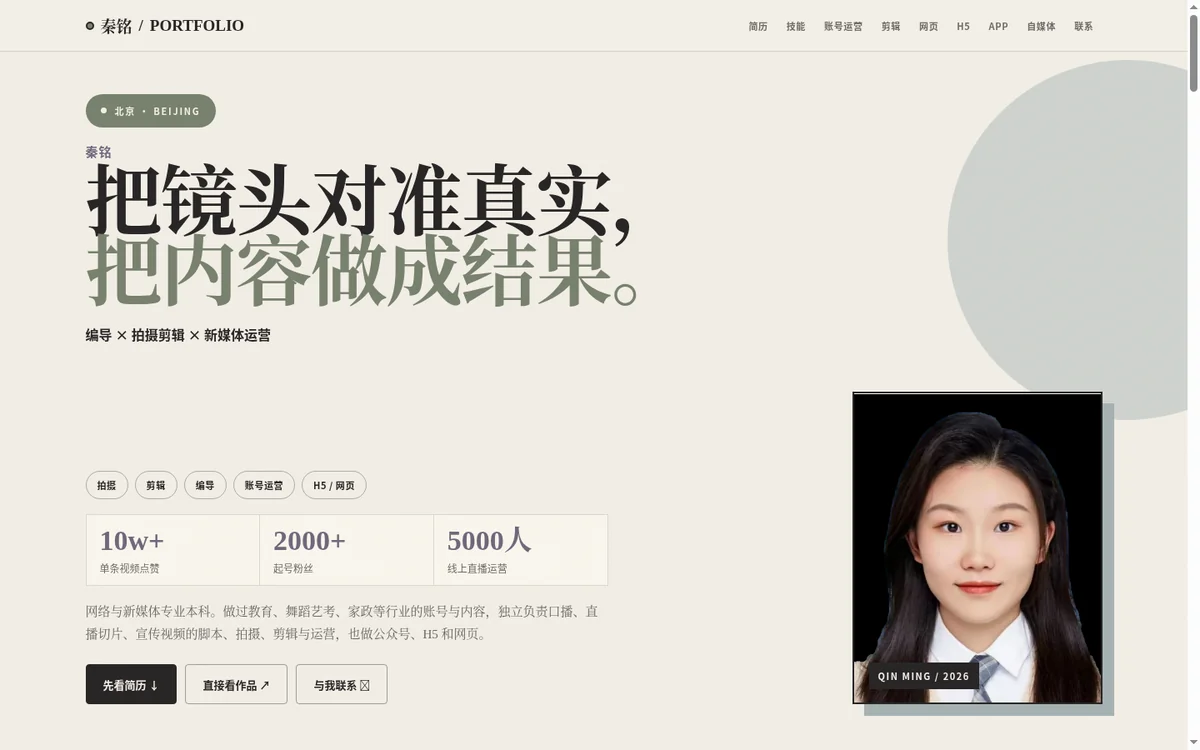 秦铭 / PORTFOLIO
简历 技能 账号运营 剪辑 网页 H5 APP 自媒体 联系
北京 · BEIJING
秦铭
把镜头对准真实，
把内容做成结果。
编导 × 拍摄剪辑 × 新媒体运营
拍摄 剪辑 编导 账号运营 H5 / 网页
10w+ 2000+ 5000人
单条视频点赞 起号粉丝 线上直播运营
网络与新媒体专业本科。做过教育、舞蹈艺考、家政等行业的账号与内容，独立负责口播、直
播切片、宣传视频的脚本、拍摄、剪辑与运营，也做公众号、H5 和网页。
先看简历 ↓ 直接看作品 ↗ 与我联系
QIN MING / 2026